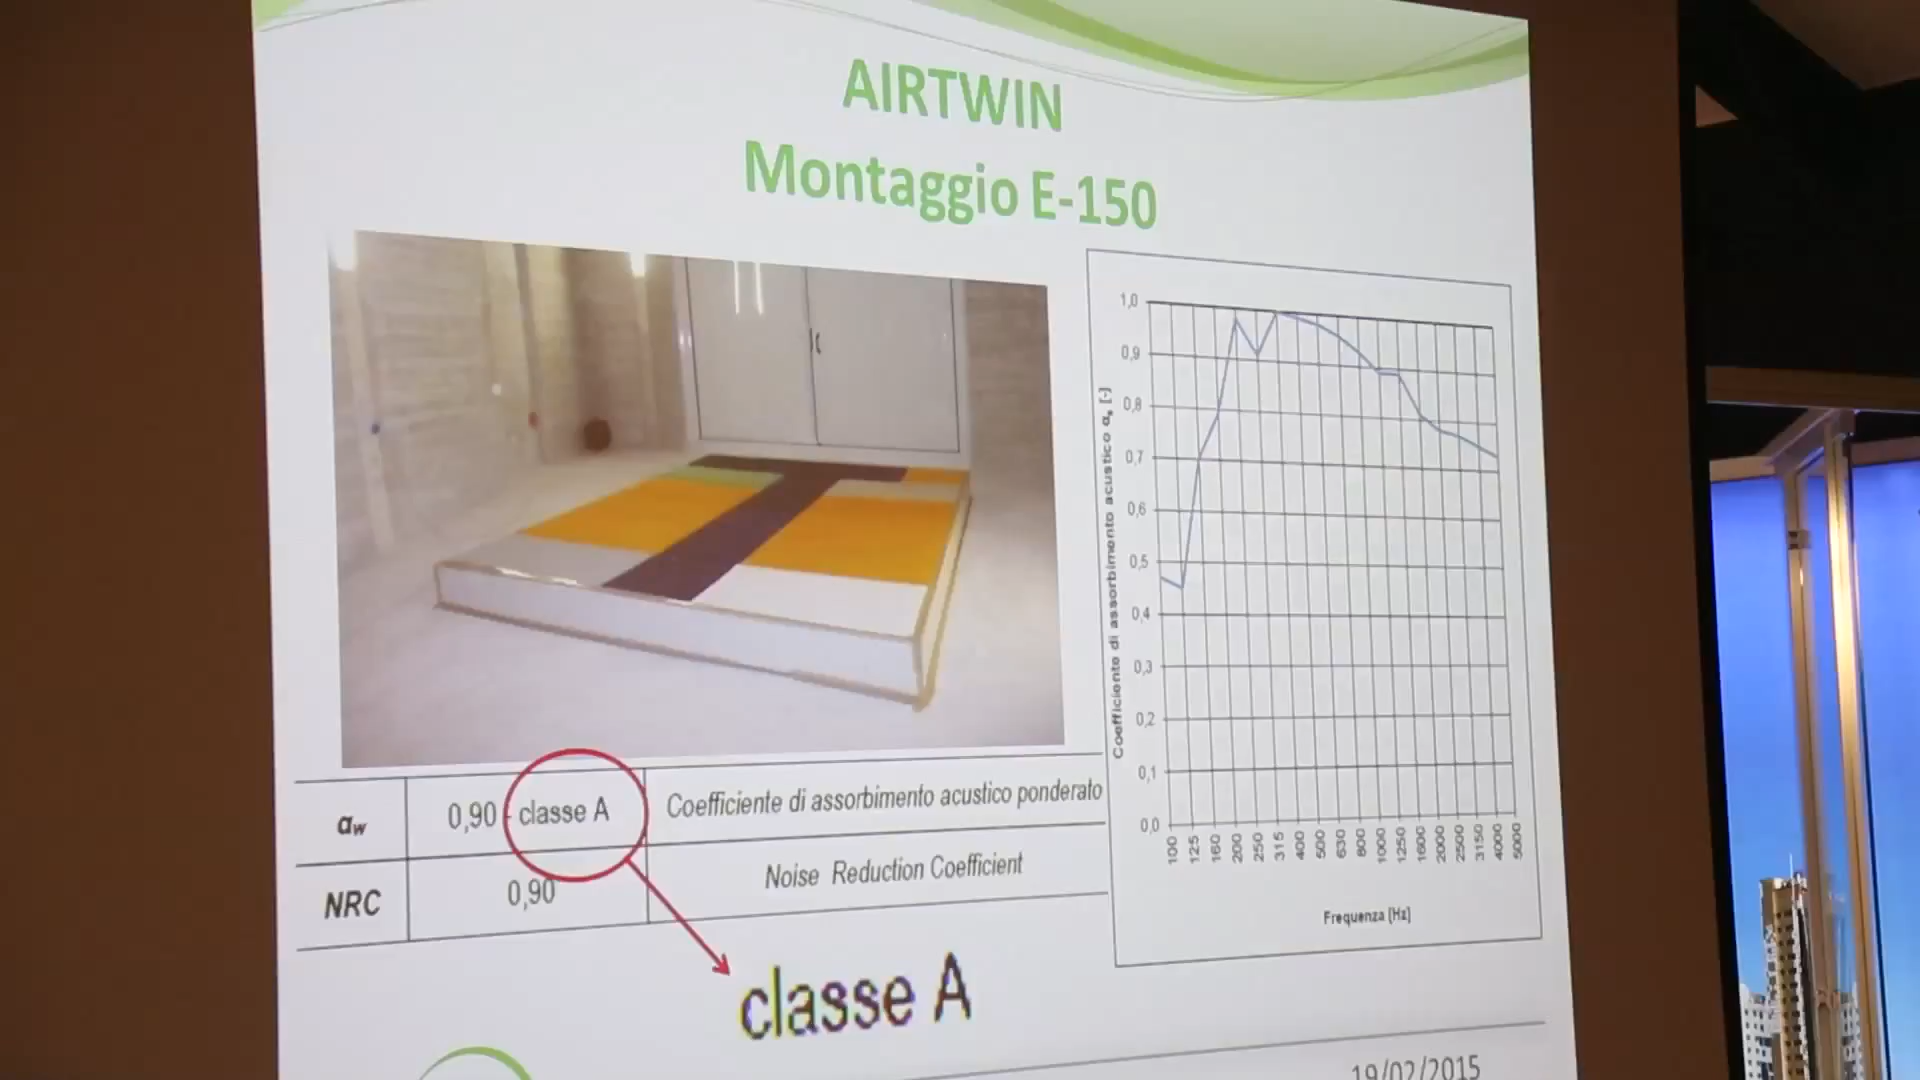 AIRTWIN
Montaggio E-150
Coefficiente di assorbimento acustico αs [-]
1,0
0,9
0,8
0,7
0,6
0,5
0,4
0,3
0,2
0,1
0,0
100 125 160 200 250 315 400 500 630 800 1000 1250 1600 2000 2500 3150 4000 5000
Frequenza [Hz]
αw 0,90 - classe A Coefficiente di assorbimento acustico ponderato
NRC 0,90 Noise Reduction Coefficient
classe A
19/02/2015